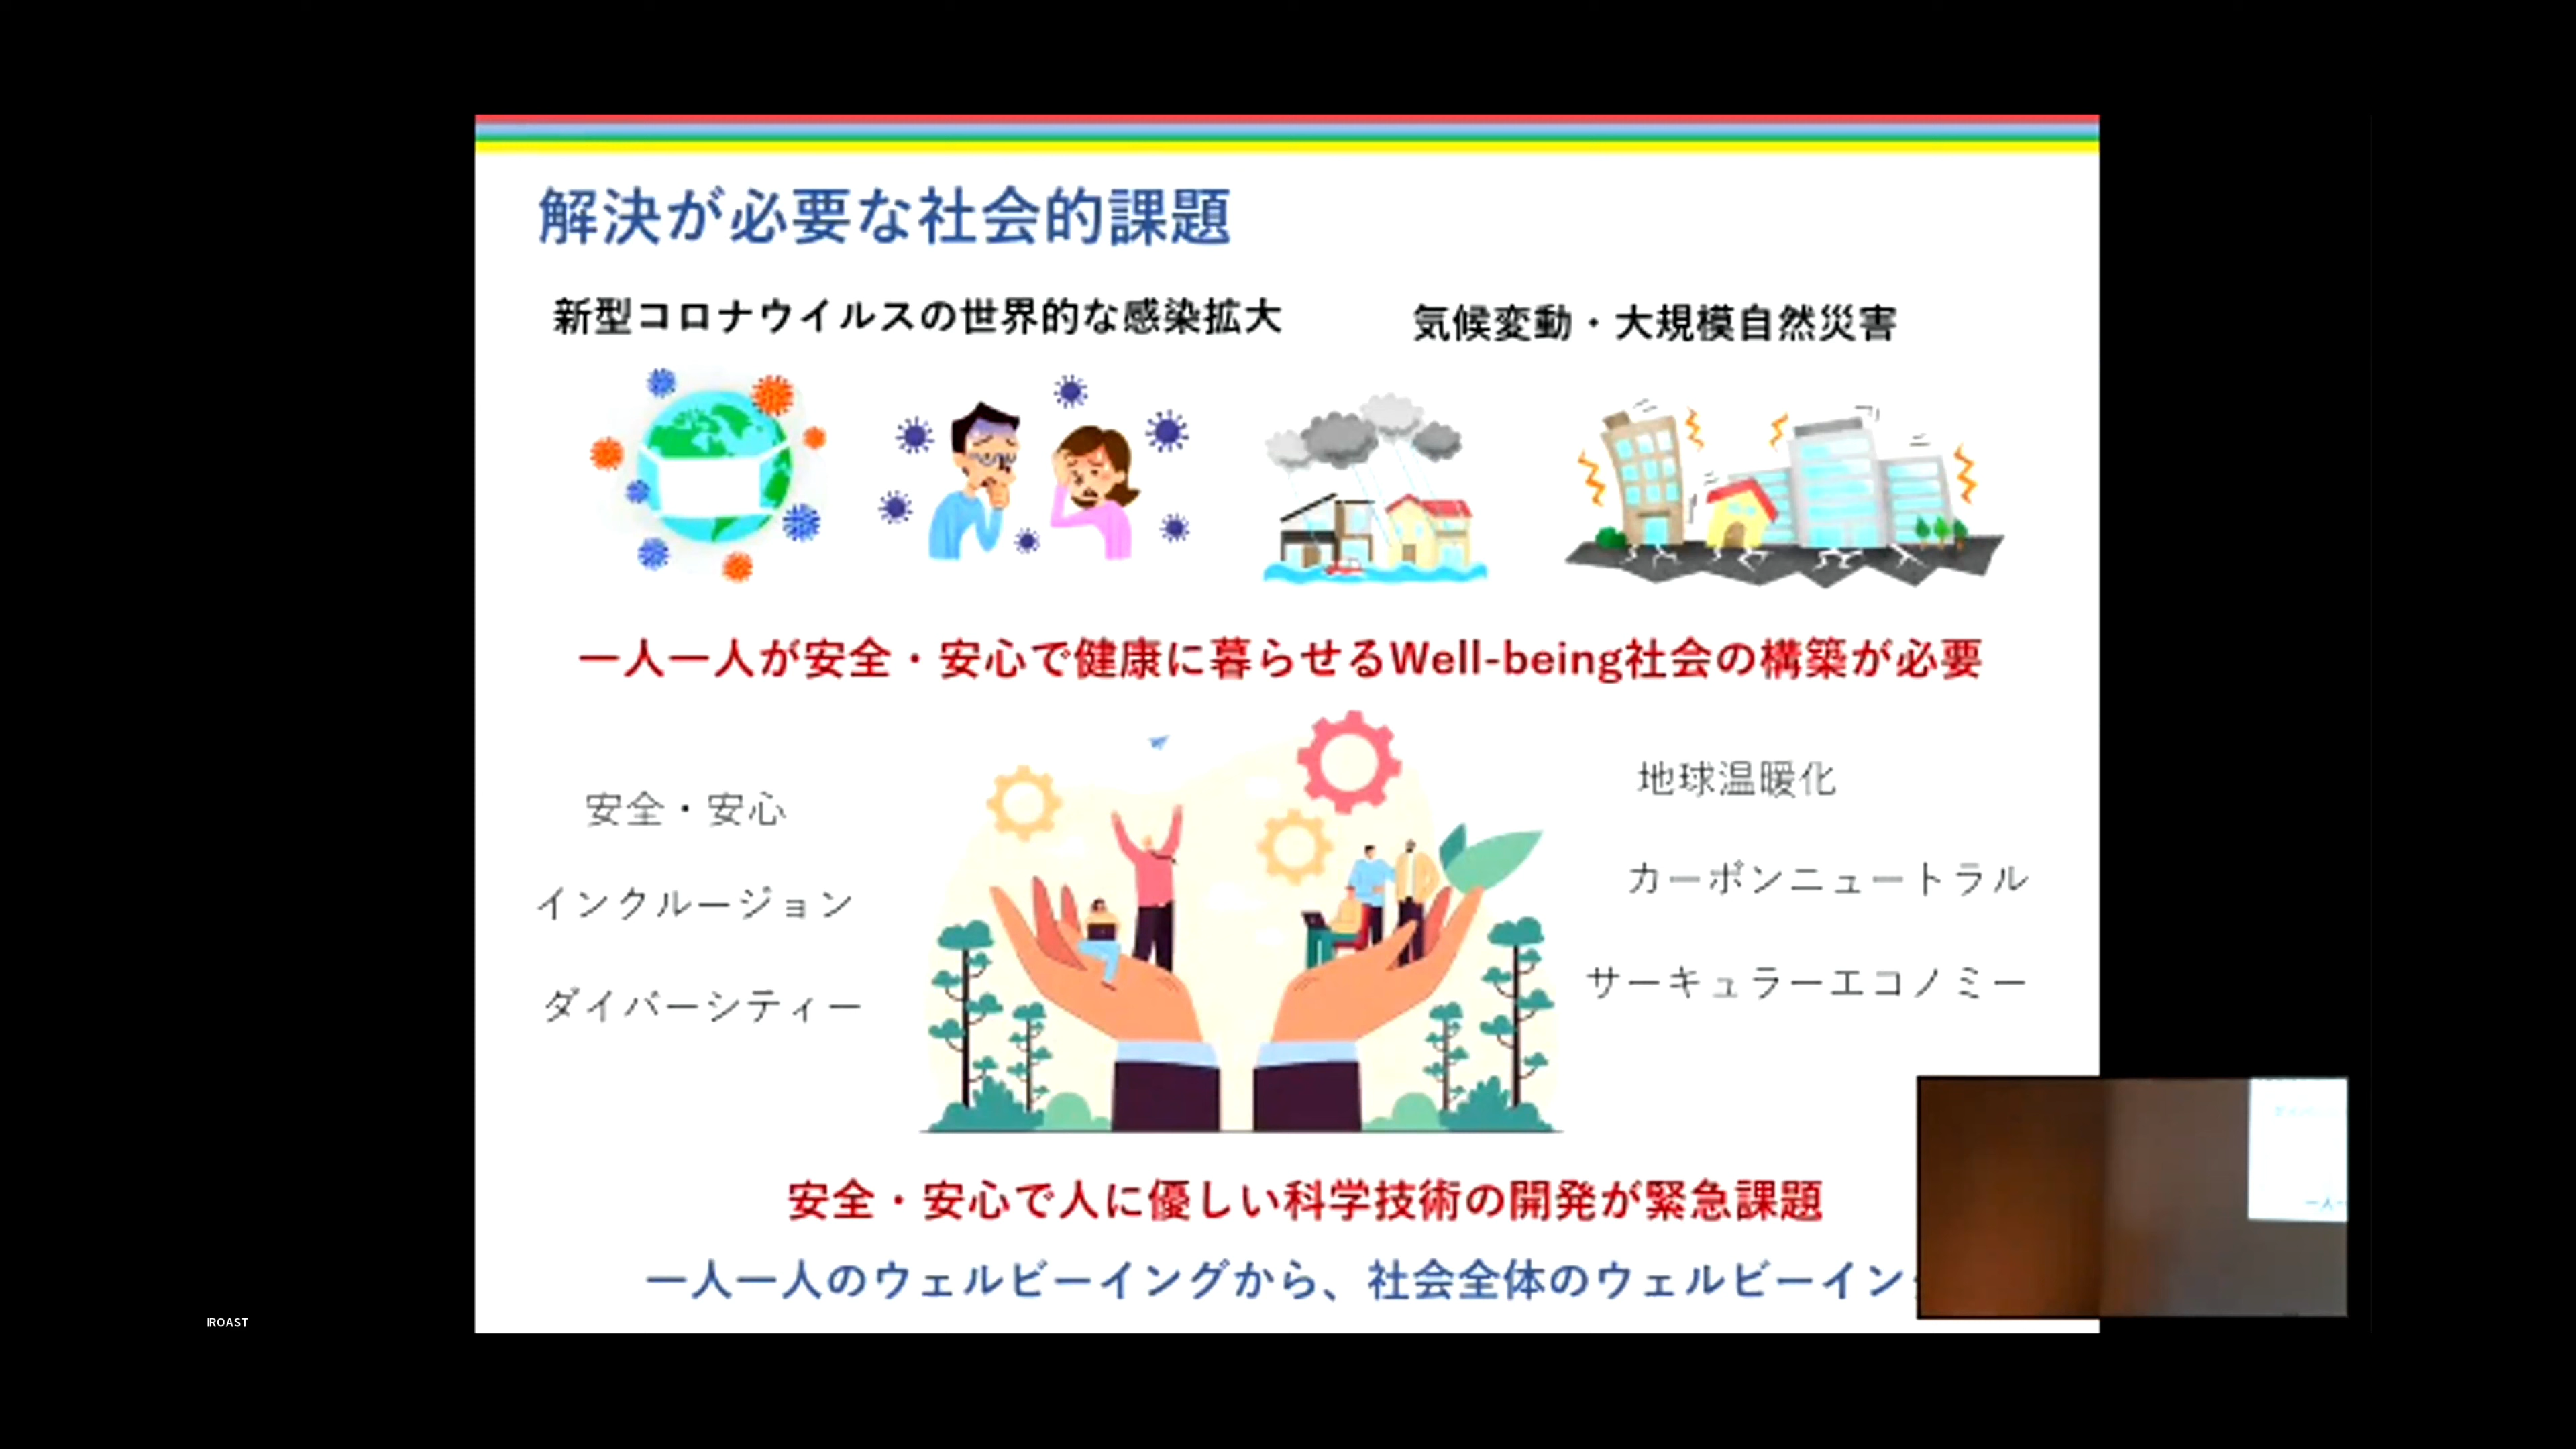 解決が必要な社会的課題
新型コロナウイルスの世界的な感染拡大
気候変動・大規模自然災害
一人一人が安全・安心で健康に暮らせるWell-being社会の構築が必要
安全・安心
インクルージョン
ダイバーシティー
地球温暖化
カーボンニュートラル
サーキュラーエコノミー
安全・安心で人に優しい科学技術の開発が緊急課題
一人一人のウェルビーイングから、社会全体のウェルビーイン
IROAST